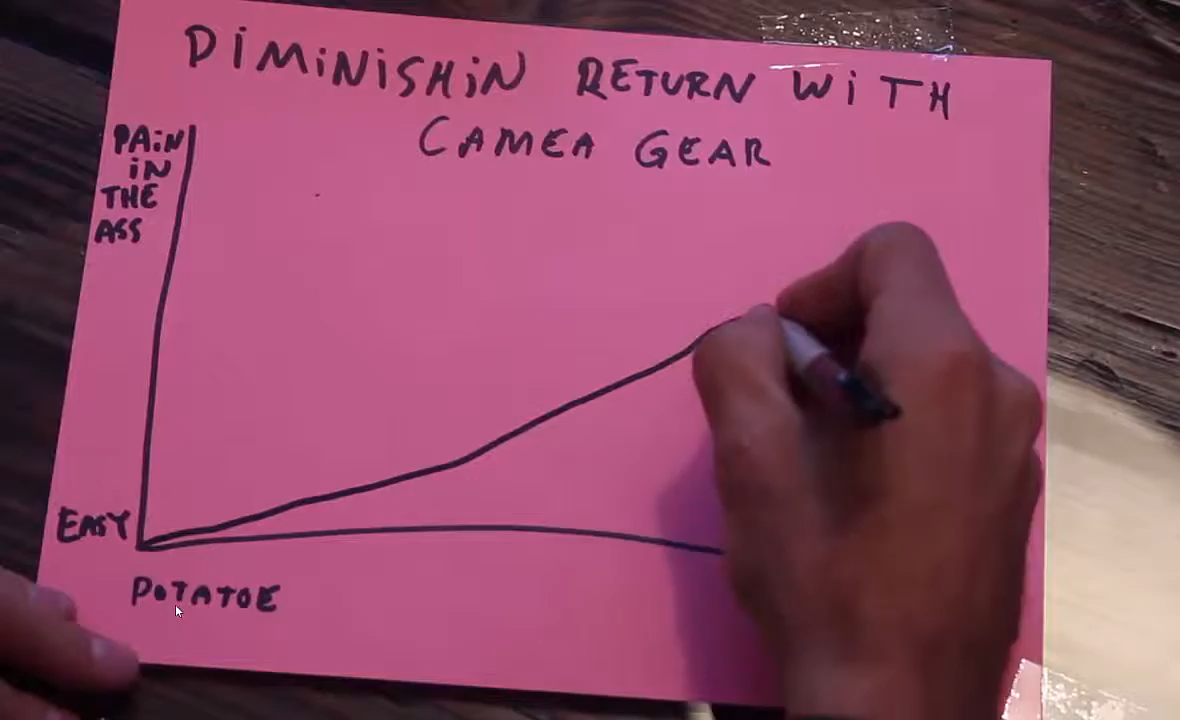 DiMiNiSHiN RETURN WiTH
CAMEA GEAR
PAiN
iN
THE
ASS
EASY
POTATOE